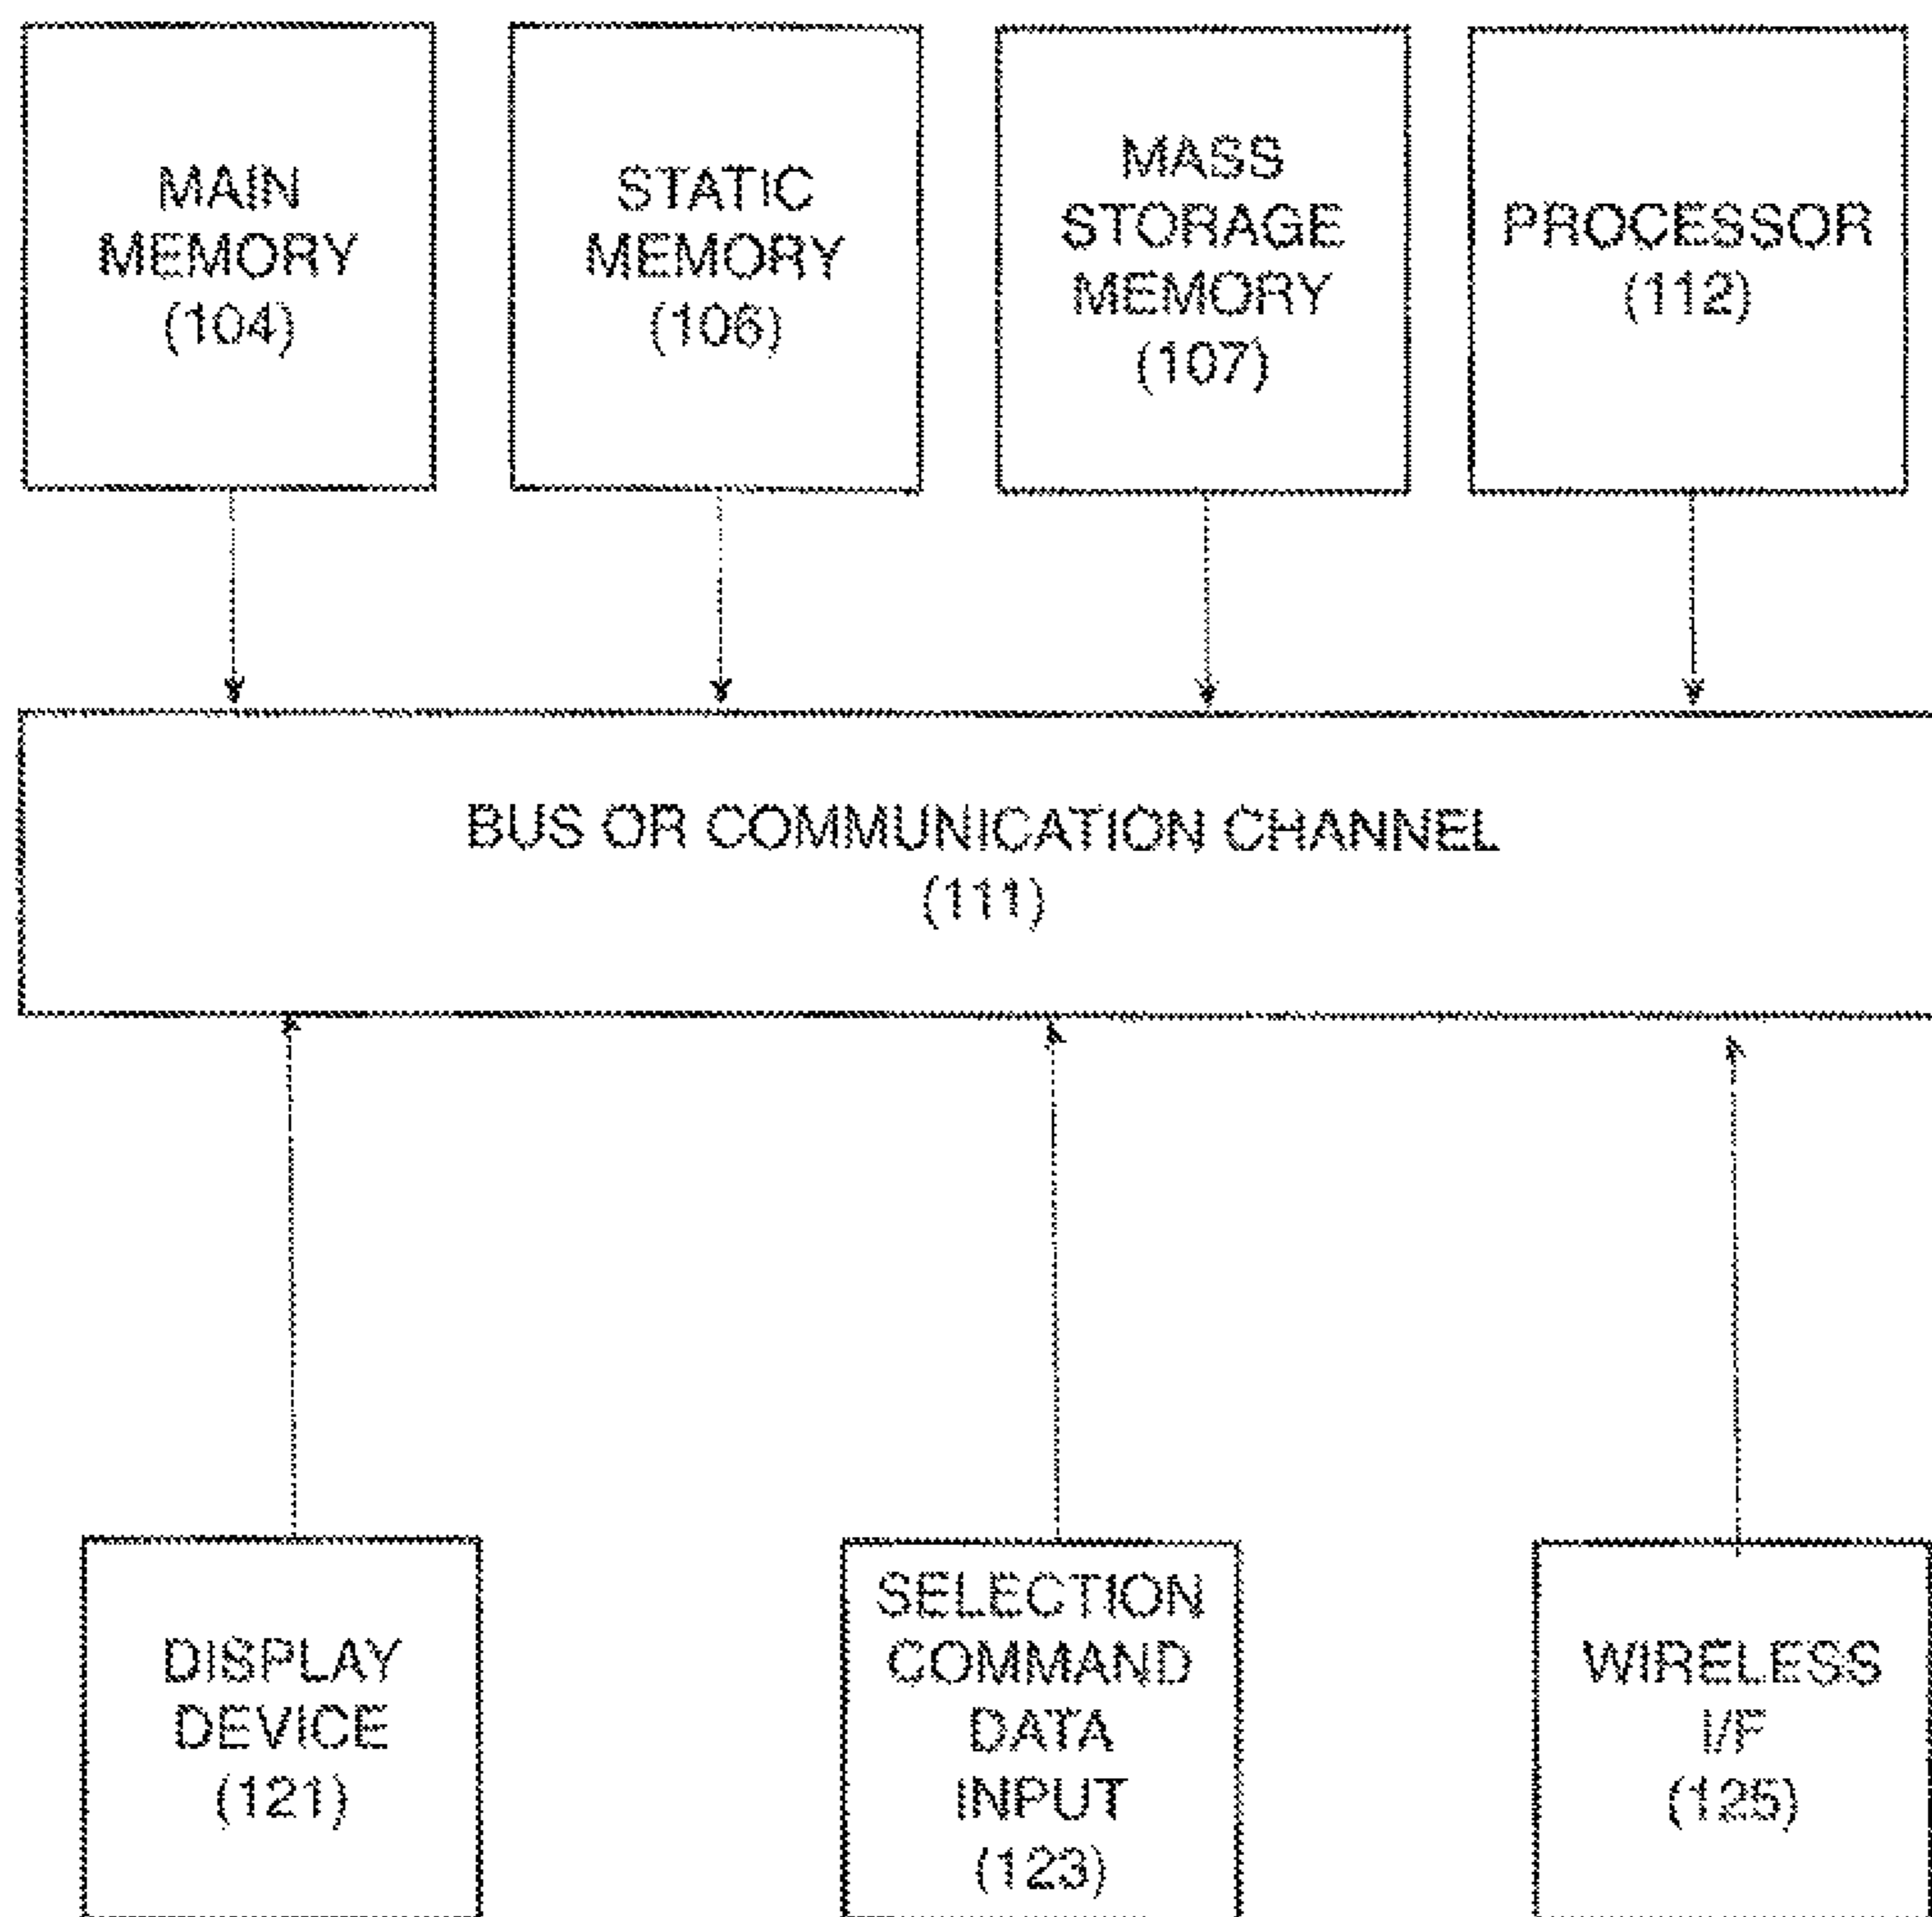 MAIN
MEMORY
(104)
STATIC
MEMORY
(106)
MASS
STORAGE
MEMORY
(107)
PROCESSOR
(112)
BUS OR COMMUNICATION CHANNEL
(111)
DISPLAY
DEVICE
(121)
SELECTION
COMMAND
DATA
INPUT
(123)
WIRELESS
I/F
(125)